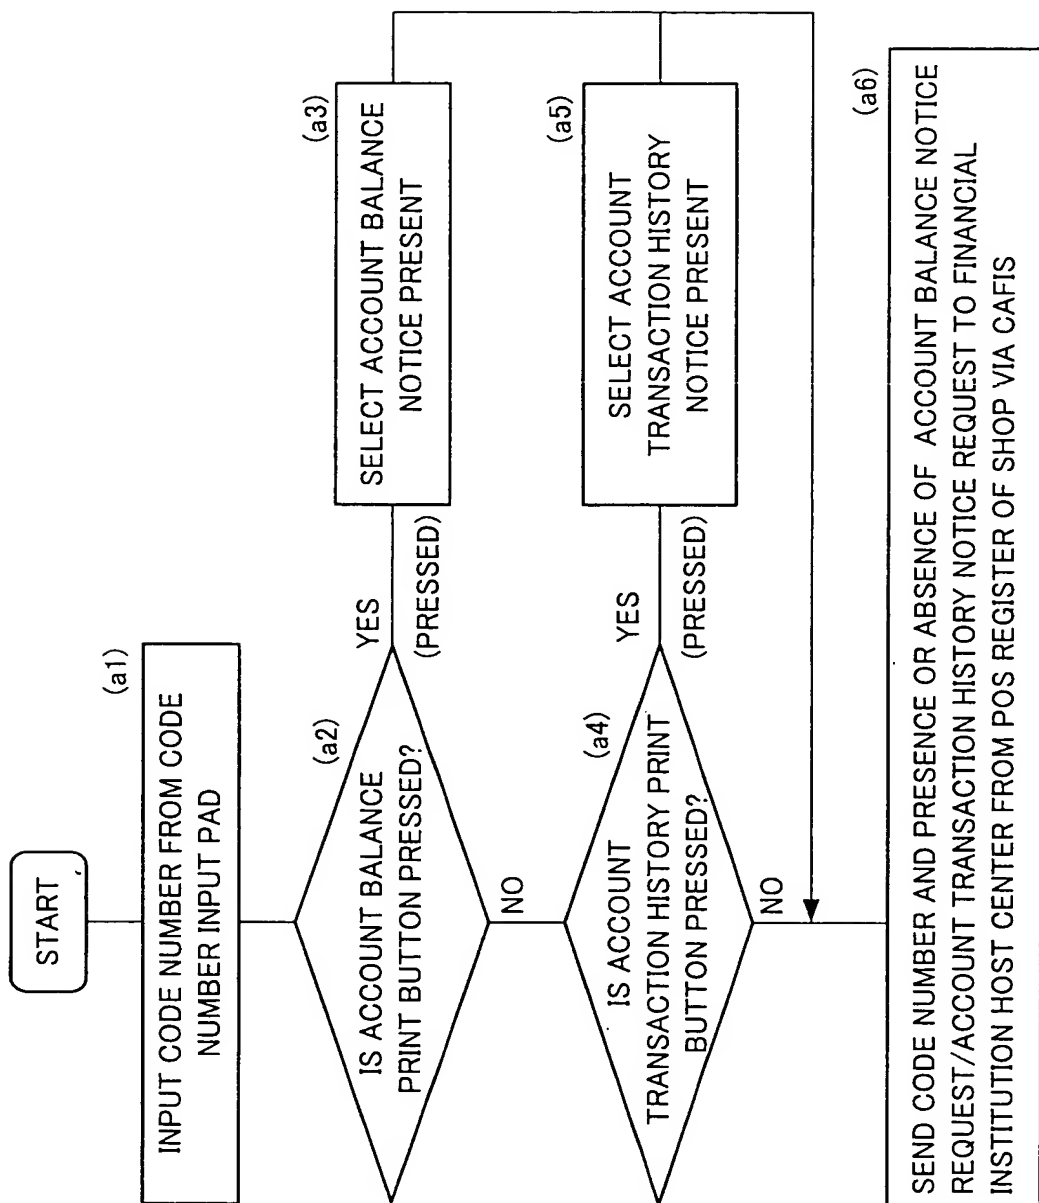 START
(a1)
INPUT CODE NUMBER FROM CODE
NUMBER INPUT PAD
(a2)
IS ACCOUNT BALANCE
PRINT BUTTON PRESSED?
YES
(PRESSED)
NO
(a3)
SELECT ACCOUNT BALANCE
NOTICE PRESENT
(a4)
IS ACCOUNT
TRANSACTION HISTORY PRINT
BUTTON PRESSED?
YES
(PRESSED)
NO
(a5)
SELECT ACCOUNT
TRANSACTION HISTORY
NOTICE PRESENT
(a6)
SEND CODE NUMBER AND PRESENCE OR ABSENCE OF ACCOUNT BALANCE NOTICE
REQUEST/ACCOUNT TRANSACTION HISTORY NOTICE REQUEST TO FINANCIAL
INSTITUTION HOST CENTER FROM POS REGISTER OF SHOP VIA CAFIS